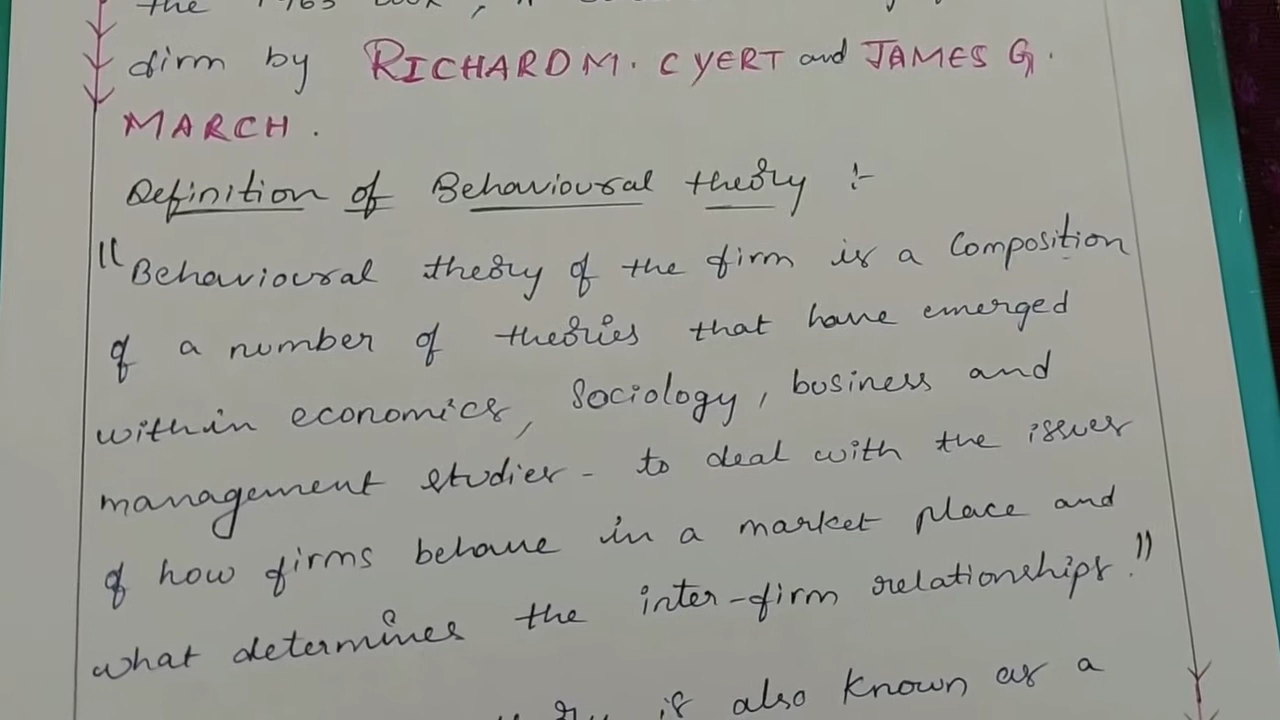 the 1963
firm by RICHARD M. CYERT and JAMES G.
MARCH.
Definition of Behavioural theory :-
"Behavioural theory of the firm is a Composition
of a number of theories that have emerged
within economics, Sociology, business and
management studies - to deal with the issues
of how firms behave in a market place and
what determines the inter-firm relationships."
is also known as a